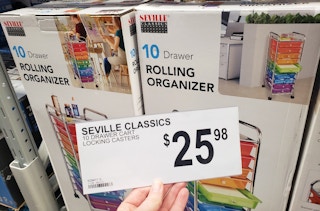 SEVILLE
10 Drawer
ROLLING
ORGANIZER
SEVILLE
10 Drawer
ROLLING
ORGANIZER
SEVILLE CLASSICS
10 DRAWER CART
LOCKING CASTERS
$25.98